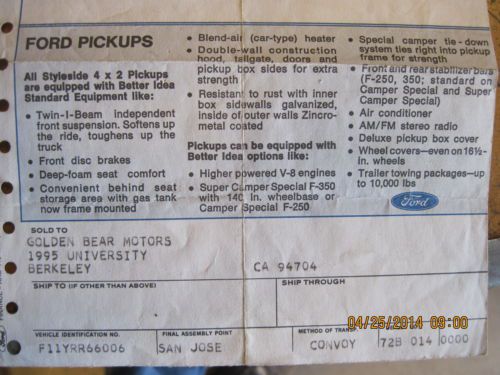 FORD PICKUPS
All Styleside 4 x 2 Pickups
are equipped with Better Idea
Standard Equipment like:
• Twin-I-Beam independent
front suspension. Softens up
the ride, toughens up the
truck
• Front disc brakes
• Deep-foam seat comfort
• Convenient behind seat
storage area with gas tank
now frame mounted
• Blend-air (car-type) heater
• Double-wall construction
hood, tailgate, doors and
pickup box sides for extra
strength
• Resistant to rust with inner
box sidewalls galvanized,
inside of outer walls Zincro-
metal coated
Pickups can be equipped with
Better Idea options like:
• Higher powered V-8 engines
• Super Camper Special F-350
with 140 in. wheelbase or
Camper Special F-250
• Special camper tie-down
system ties right into pickup
frame for strength
• Front and rear stabilizer bars
(F-250, 350; standard on
Camper Special and Super
Camper Special)
• Air conditioner
• AM/FM stereo radio
• Deluxe pickup box cover
• Wheel covers—even on 16½-
in. wheels
• Trailer towing packages—up
to 10,000 lbs
Ford
SOLD TO
GOLDEN BEAR MOTORS
1995 UNIVERSITY
BERKELEY CA 94704
SHIP TO (IF OTHER THAN ABOVE) SHIP THROUGH
04/25/2014 09:00
VEHICLE IDENTIFICATION NO. FINAL ASSEMBLY POINT METHOD OF TRANSP.
F11YRR66006 SAN JOSE CONVOY 72B 014 0000